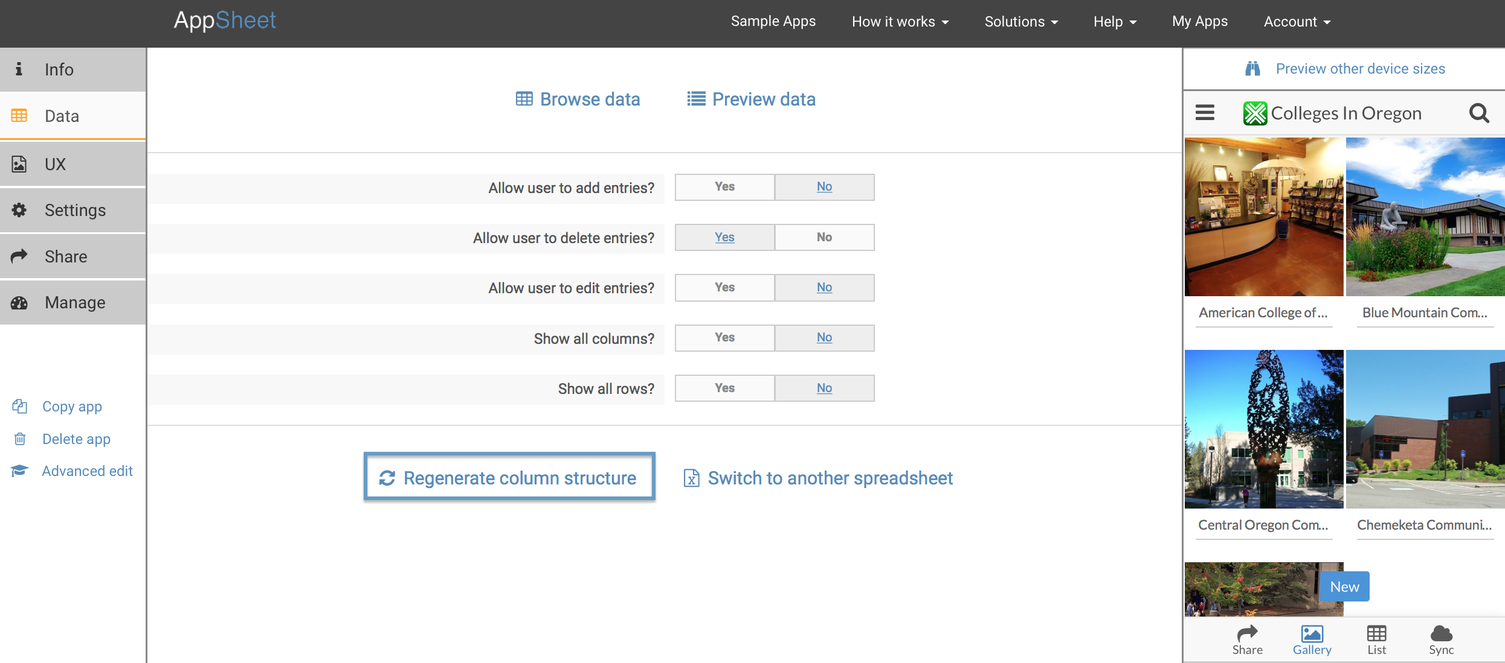 AppSheet
Sample Apps How it works Solutions Help My Apps Account
Info
Data
UX
Settings
Share
Manage
Copy app
Delete app
Advanced edit
Browse data Preview data
Allow user to add entries? Yes No
Allow user to delete entries? Yes No
Allow user to edit entries? Yes No
Show all columns? Yes No
Show all rows? Yes No
Regenerate column structure Switch to another spreadsheet
Preview other device sizes
Colleges In Oregon
American College of ... Blue Mountain Com...
Central Oregon Com... Chemeketa Communi...
New
Share Gallery List Sync